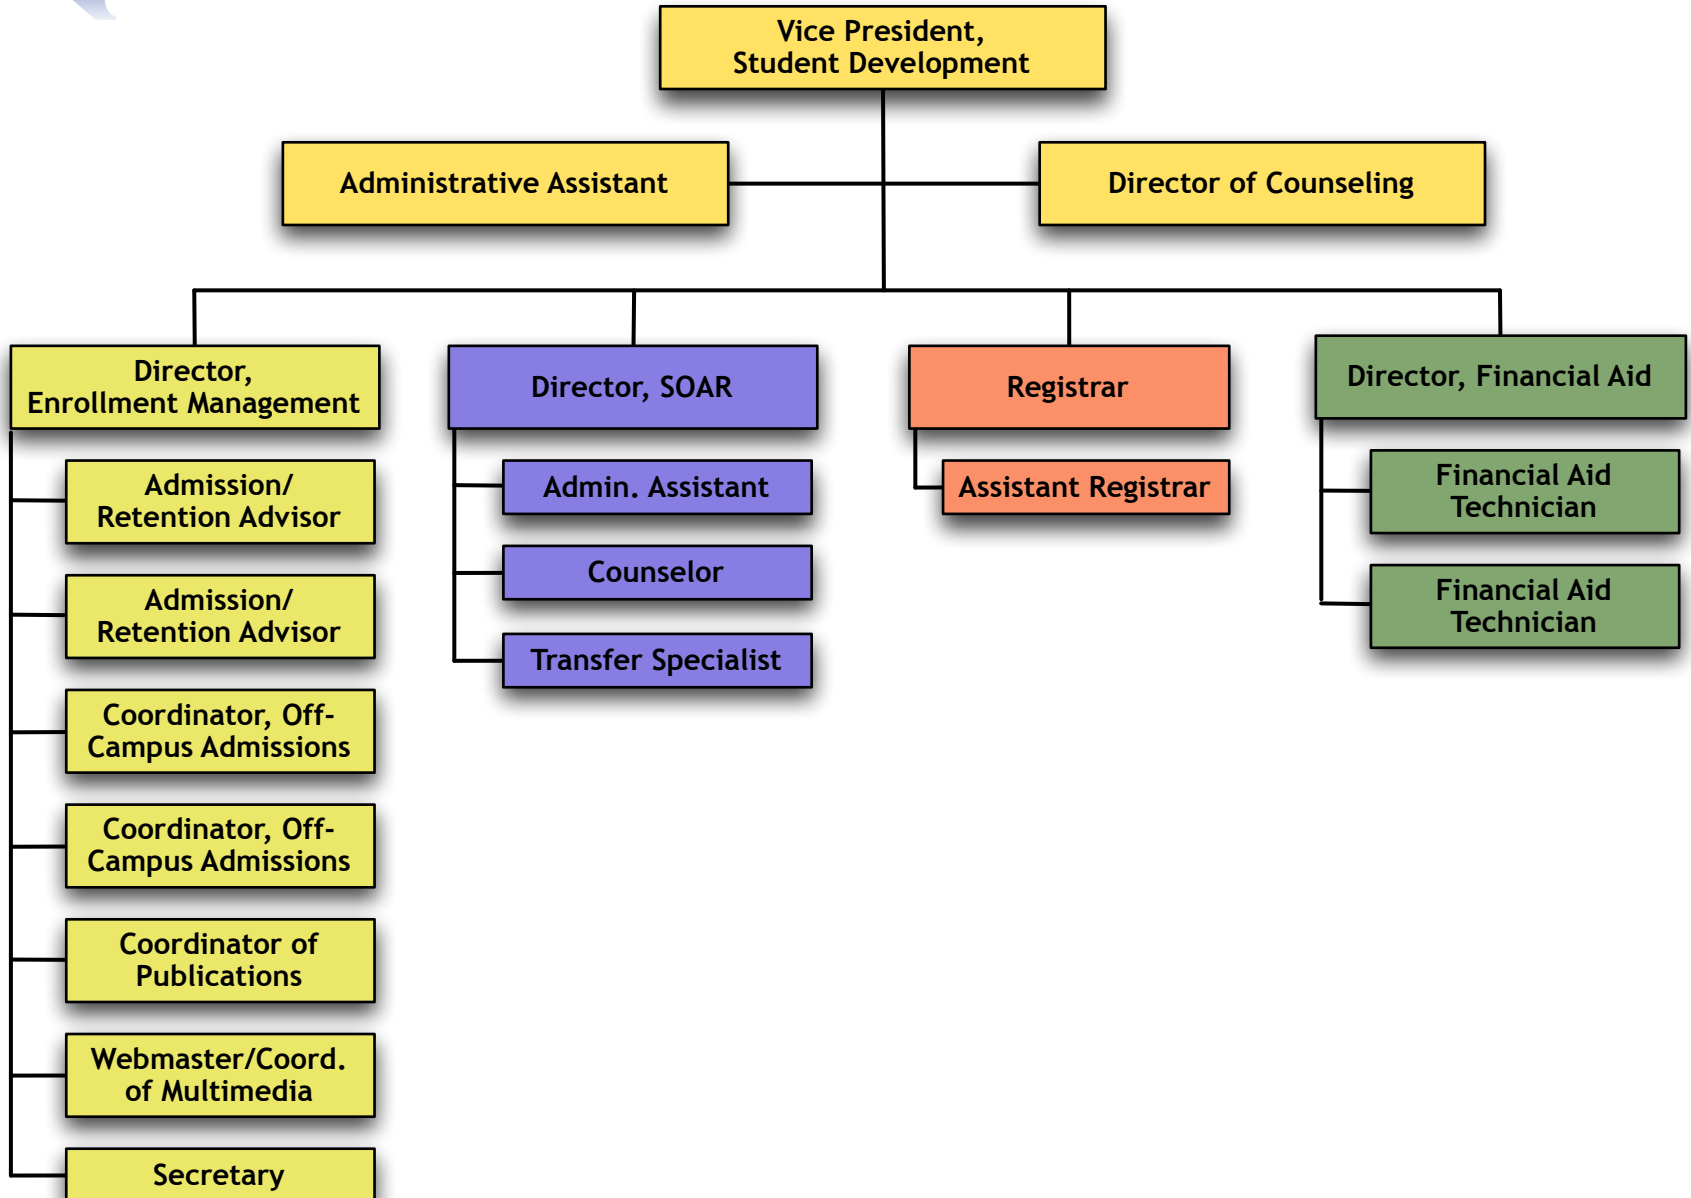 Vice President,
Student Development
Administrative Assistant
Director of Counseling
Director,
Enrollment Management
Admission/
Retention Advisor
Admission/
Retention Advisor
Coordinator, Off-
Campus Admissions
Coordinator, Off-
Campus Admissions
Coordinator of
Publications
Webmaster/Coord.
of Multimedia
Secretary
Director, SOAR
Admin. Assistant
Counselor
Transfer Specialist
Registrar
Assistant Registrar
Director, Financial Aid
Financial Aid
Technician
Financial Aid
Technician